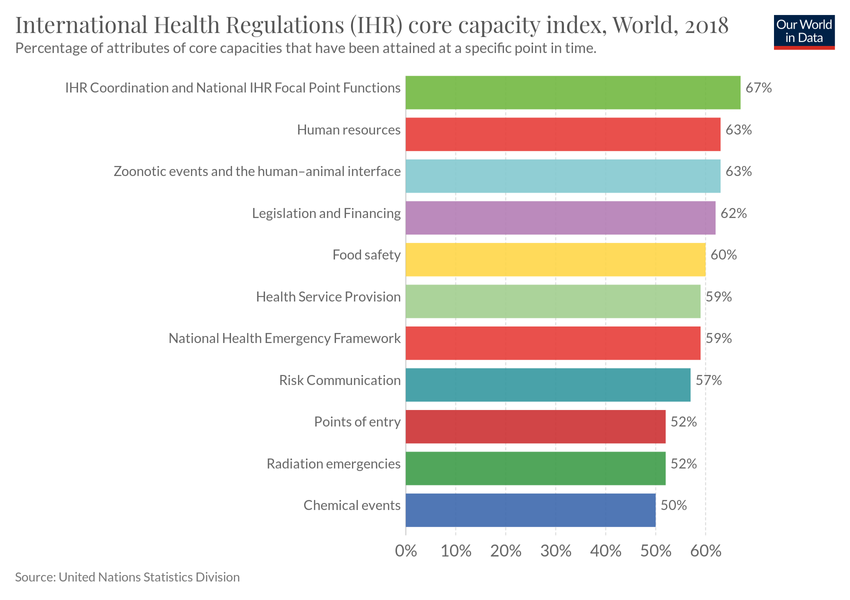 International Health Regulations (IHR) core capacity index, World, 2018
Our World
in Data
Percentage of attributes of core capacities that have been attained at a specific point in time.
IHR Coordination and National IHR Focal Point Functions 67%
Human resources 63%
Zoonotic events and the human–animal interface 63%
Legislation and Financing 62%
Food safety 60%
Health Service Provision 59%
National Health Emergency Framework 59%
Risk Communication 57%
Points of entry 52%
Radiation emergencies 52%
Chemical events 50%
0% 10% 20% 30% 40% 50% 60%
Source: United Nations Statistics Division